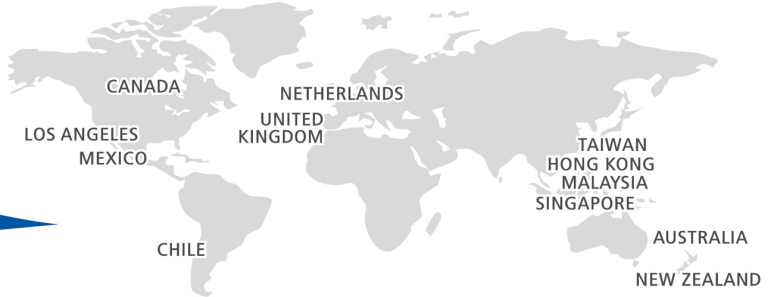 CANADA
NETHERLANDS
UNITED
KINGDOM
LOS ANGELES
MEXICO
TAIWAN
HONG KONG
MALAYSIA
SINGAPORE
CHILE
AUSTRALIA
NEW ZEALAND